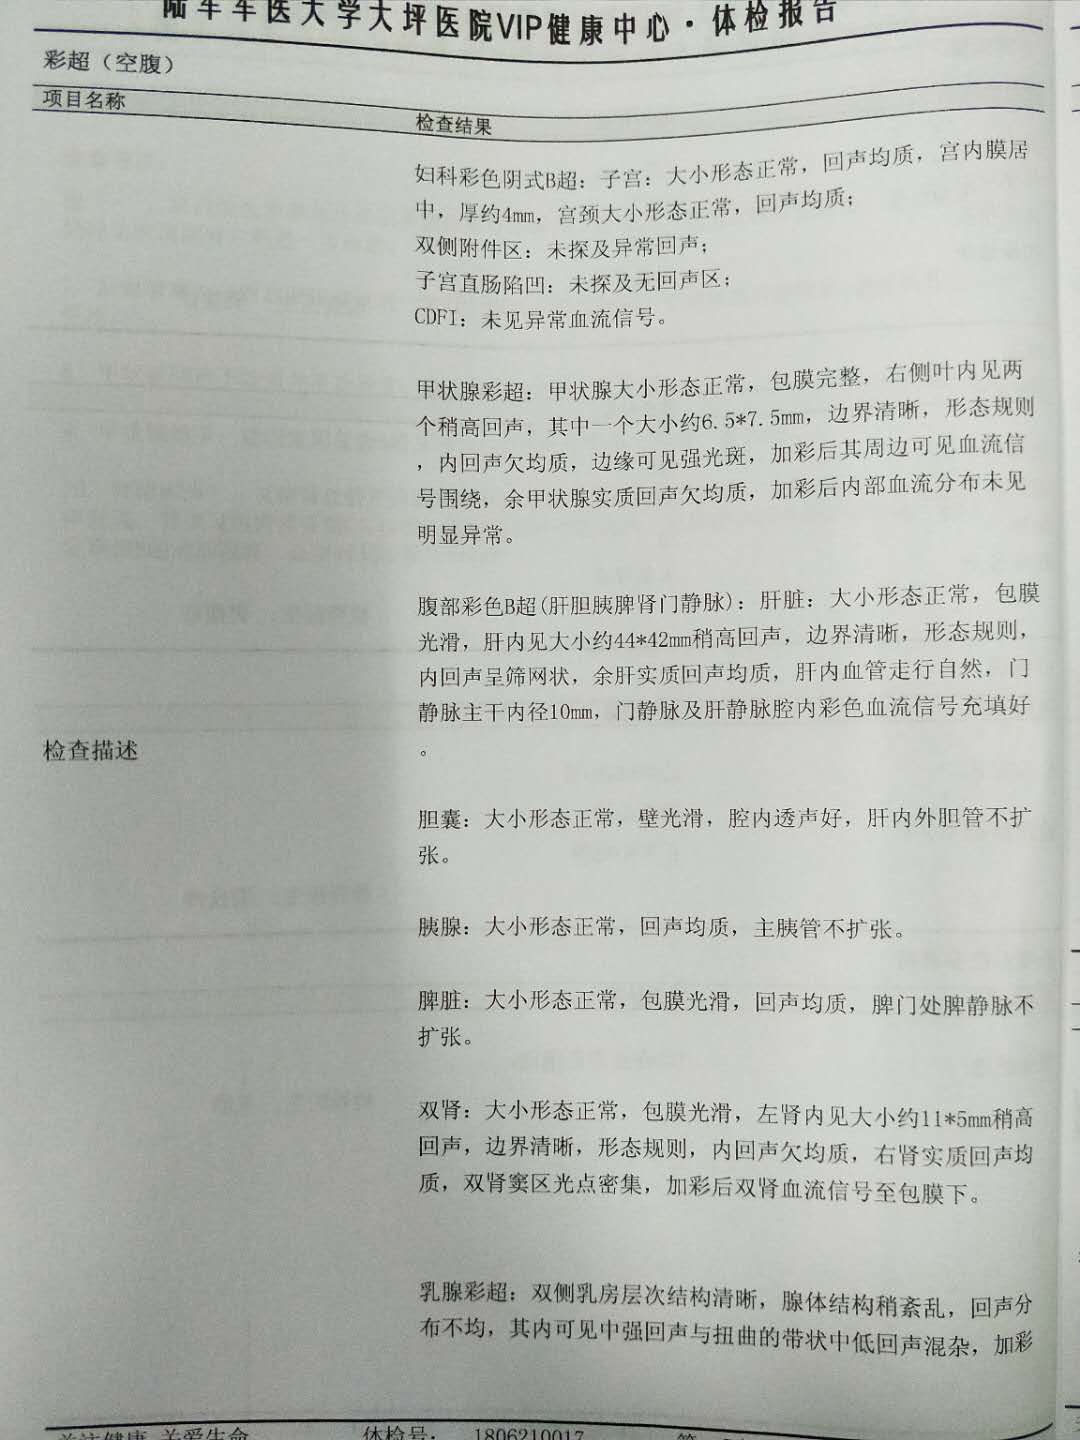 陆军军医大学大坪医院VIP健康中心·体检报告
彩超（空腹）
项目名称
检查结果
妇科彩色阴式B超：子宫：大小形态正常，回声均质，宫内膜居
中，厚约4mm，宫颈大小形态正常，回声均质；
双侧附件区：未探及异常回声；
子宫直肠陷凹：未探及无回声区；
CDFI：未见异常血流信号。
甲状腺彩超：甲状腺大小形态正常，包膜完整，右侧叶内见两
个稍高回声，其中一个大小约6.5*7.5mm，边界清晰，形态规则
，内回声欠均质，边缘可见强光斑，加彩后其周边可见血流信
号围绕，余甲状腺实质回声欠均质，加彩后内部血流分布未见
明显异常。
腹部彩色B超(肝胆胰脾肾门静脉)：肝脏：大小形态正常，包膜
光滑，肝内见大小约44*42mm稍高回声，边界清晰，形态规则，
内回声呈筛网状，余肝实质回声均质，肝内血管走行自然，门
静脉主干内径10mm，门静脉及肝静脉腔内彩色血流信号充填好
。
检查描述
胆囊：大小形态正常，壁光滑，腔内透声好，肝内外胆管不扩
张。
胰腺：大小形态正常，回声均质，主胰管不扩张。
脾脏：大小形态正常，包膜光滑，回声均质，脾门处脾静脉不
扩张。
双肾：大小形态正常，包膜光滑，左肾内见大小约11*5mm稍高
回声，边界清晰，形态规则，内回声欠均质，右肾实质回声均
质，双肾窦区光点密集，加彩后双肾血流信号至包膜下。
乳腺彩超：双侧乳房层次结构清晰，腺体结构稍紊乱，回声分
布不均，其内可见中强回声与扭曲的带状中低回声混杂，加彩
关注健康 关爱生命
体检号： 1806210017
第